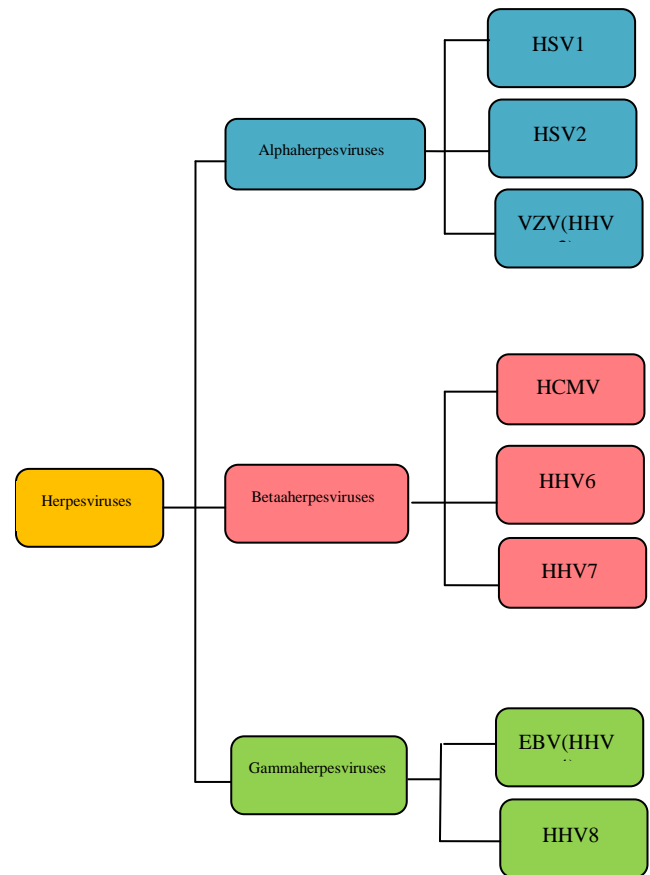 Herpesviruses
Alphaherpesviruses
HSV1
HSV2
VZV(HHV
Betaaherpesviruses
HCMV
HHV6
HHV7
Gammaherpesviruses
EBV(HHV
HHV8